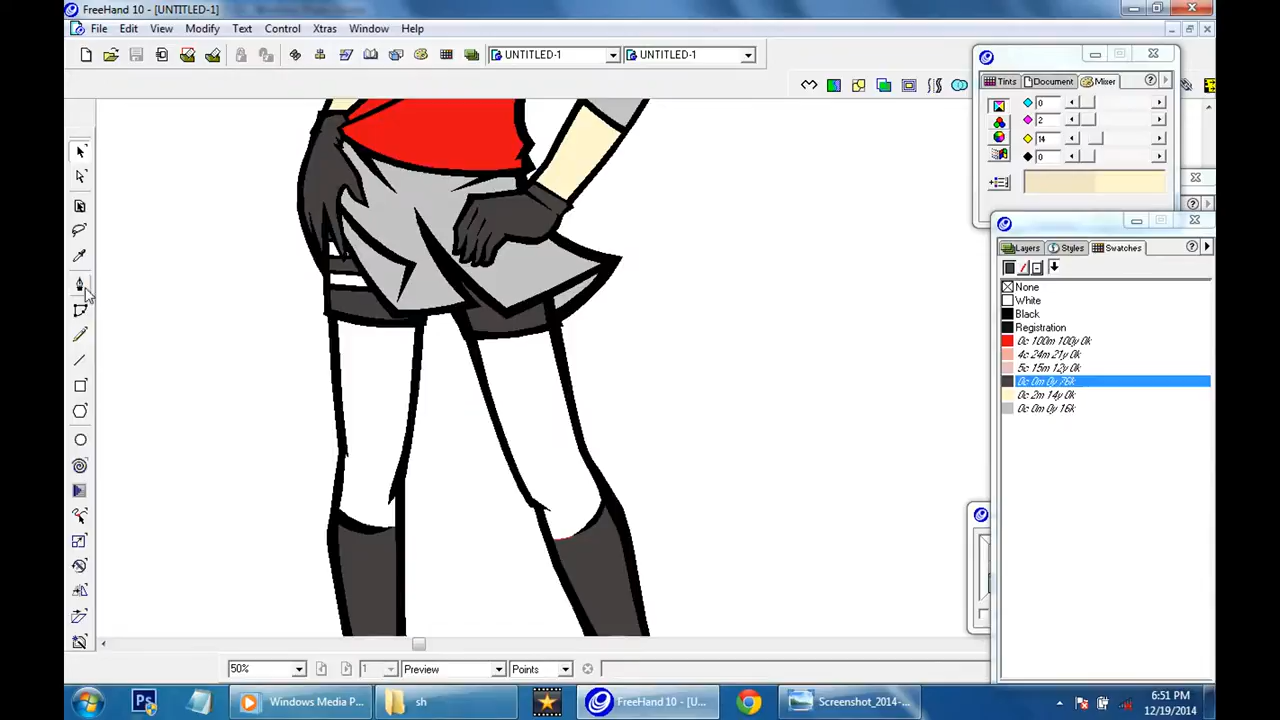 FreeHand 10 - [UNTITLED-1]
File Edit View Modify Text Control Xtras Window Help
UNTITLED-1 UNTITLED-1
Tints Document Mixer
0
2
14
0
Layers Styles Swatches
None
White
Black
Registration
0c 100m 100y 0k
4c 24m 21y 0k
5c 15m 12y 0k
0c 0m 0y 76k
0c 2m 14y 0k
0c 0m 0y 16k
50% 1 Preview Points
Ps Windows Media P... sh FreeHand 10 - [U... Screenshot_2014-...
6:51 PM
12/19/2014